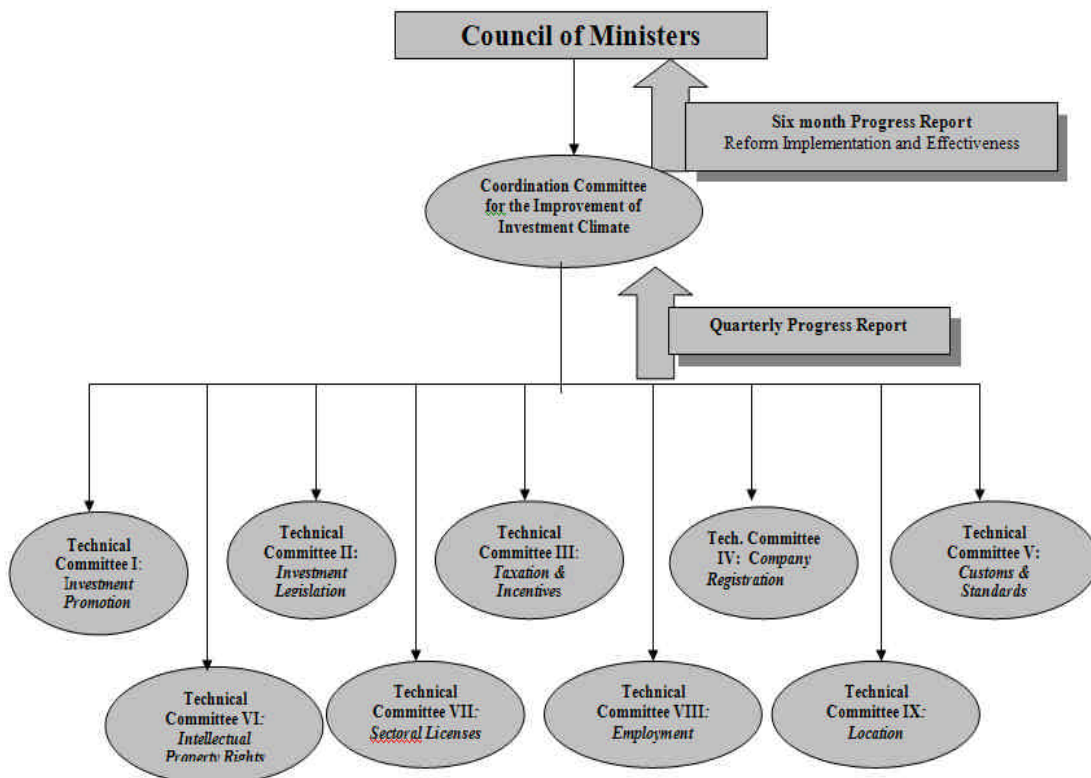 Council of Ministers
Six month Progress Report
Reform Implementation and Effectiveness
Coordination Committee
for the Improvement of
Investment Climate
Quarterly Progress Report
Technical
Committee I:
Investment
Promotion
Technical
Committee II:
Investment
Legislation
Technical
Committee III:
Taxation &
Incentives
Tech. Committee
IV: Company
Registration
Technical
Committee V:
Customs &
Standards
Technical
Committee VI:
Intellectual
Property Rights
Technical
Committee VII:
Sectoral Licenses
Technical
Committee VIII:
Employment
Technical
Committee IX:
Location